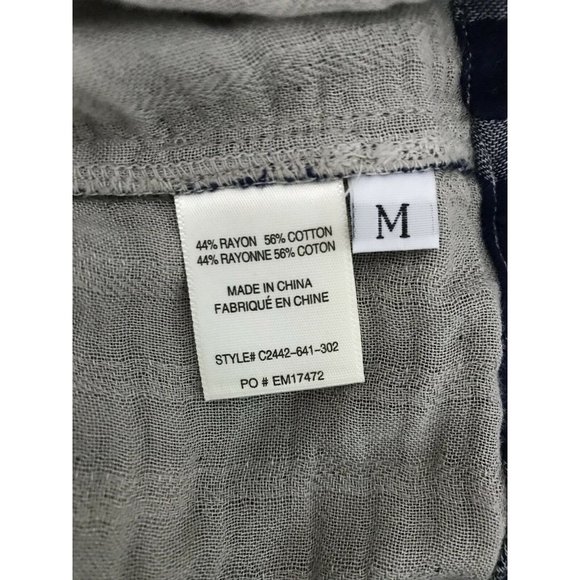 44% RAYON 56% COTTON
44% RAYONNE 56% COTON
MADE IN CHINA
FABRIQUÉ EN CHINE
STYLE# C2442-641-302
PO # EM17472
M